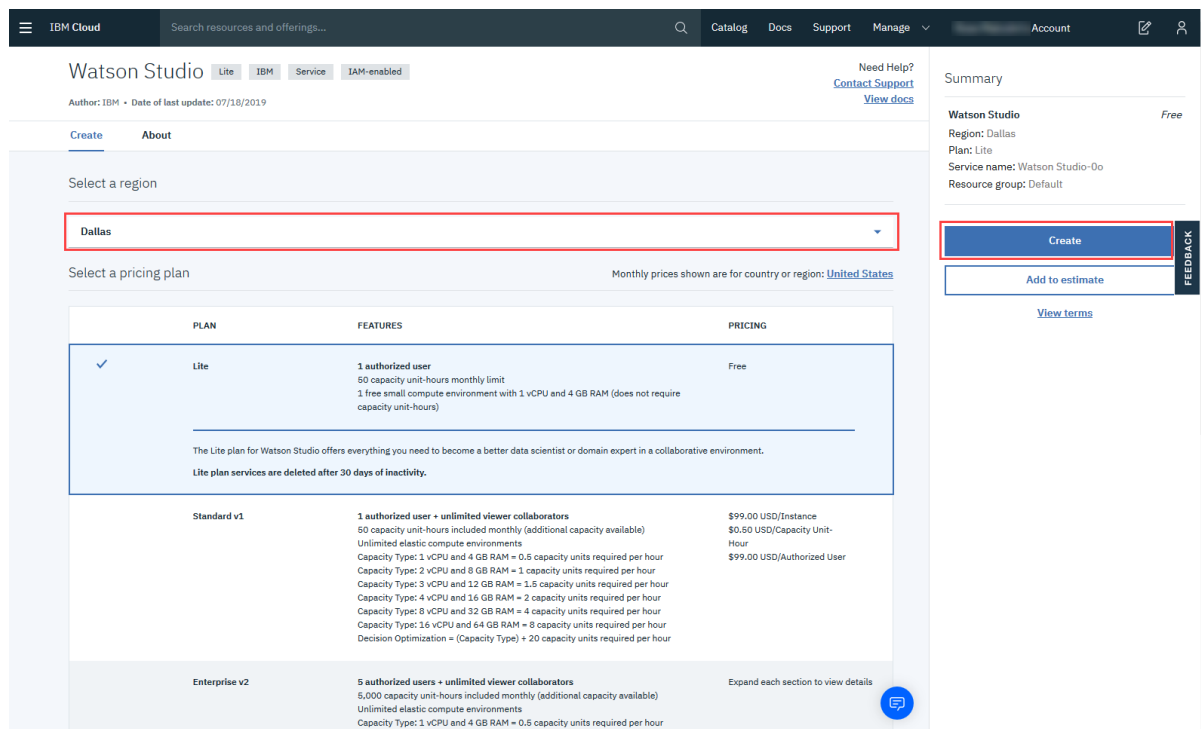 IBM Cloud
Search resources and offerings...
Catalog Docs Support Manage Account
Watson Studio Lite IBM Service IAM-enabled
Author: IBM • Date of last update: 07/18/2019
Need Help?
Contact Support
View docs
Create About
Select a region
Dallas
Select a pricing plan
Monthly prices shown are for country or region: United States
PLAN FEATURES PRICING
Lite 1 authorized user Free
50 capacity unit-hours monthly limit
1 free small compute environment with 1 vCPU and 4 GB RAM (does not require
capacity unit-hours)
The Lite plan for Watson Studio offers everything you need to become a better data scientist or domain expert in a collaborative environment.
Lite plan services are deleted after 30 days of inactivity.
Standard v1 1 authorized user + unlimited viewer collaborators $99.00 USD/Instance
50 capacity unit-hours included monthly (additional capacity available) $0.50 USD/Capacity Unit-
Unlimited elastic compute environments Hour
Capacity Type: 1 vCPU and 4 GB RAM = 0.5 capacity units required per hour $99.00 USD/Authorized User
Capacity Type: 2 vCPU and 8 GB RAM = 1 capacity units required per hour
Capacity Type: 3 vCPU and 12 GB RAM = 1.5 capacity units required per hour
Capacity Type: 4 vCPU and 16 GB RAM = 2 capacity units required per hour
Capacity Type: 8 vCPU and 32 GB RAM = 4 capacity units required per hour
Capacity Type: 16 vCPU and 64 GB RAM = 8 capacity units required per hour
Decision Optimization = (Capacity Type) + 20 capacity units required per hour
Enterprise v2 5 authorized users + unlimited viewer collaborators Expand each section to view details
5,000 capacity unit-hours included monthly (additional capacity available)
Unlimited elastic compute environments
Capacity Type: 1 vCPU and 4 GB RAM = 0.5 capacity units required per hour
Summary
Watson Studio Free
Region: Dallas
Plan: Lite
Service name: Watson Studio-0o
Resource group: Default
Create
Add to estimate
View terms
FEEDBACK